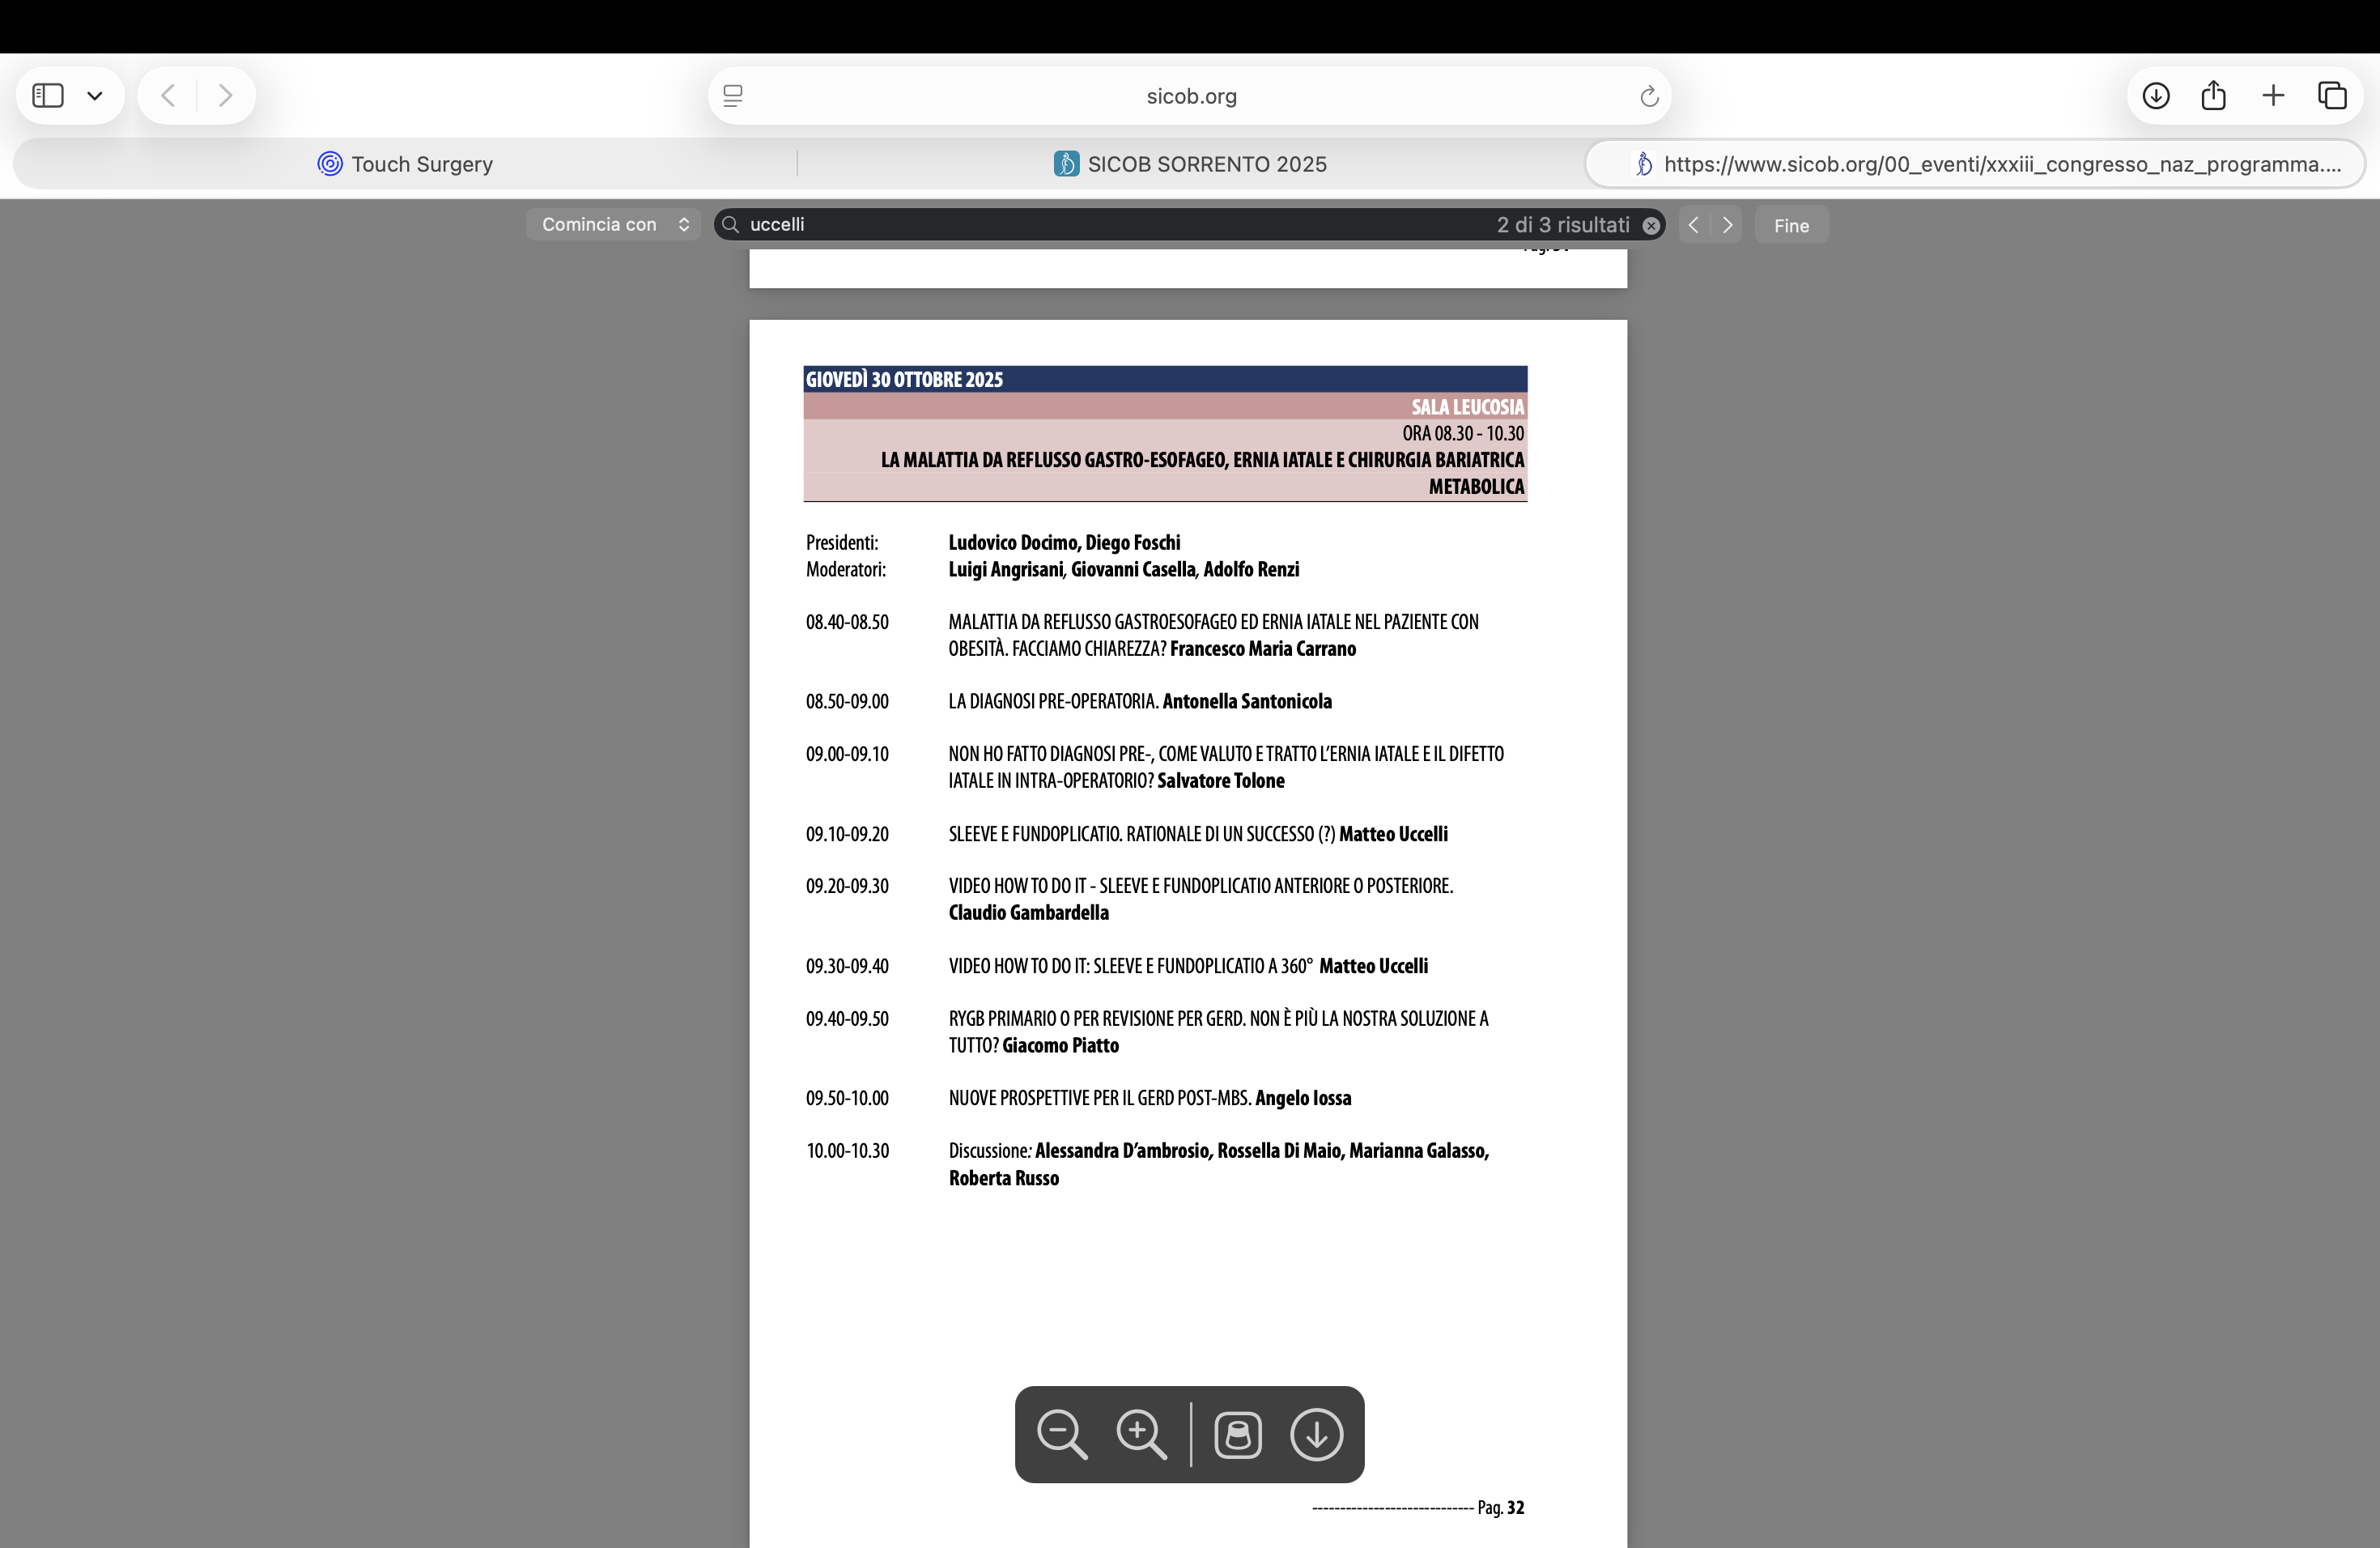 sicob.org
Touch Surgery
SICOB SORRENTO 2025
https://www.sicob.org/00_eventi/xxxiii_congresso_naz_programma....
Comincia con
uccelli
2 di 3 risultati
Fine
GIOVEDÌ 30 OTTOBRE 2025
SALA LEUCOSIA
ORA 08.30 - 10.30
LA MALATTIA DA REFLUSSO GASTRO-ESOFAGEO, ERNIA IATALE E CHIRURGIA BARIATRICA
METABOLICA
Presidenti: Ludovico Docimo, Diego Foschi
Moderatori: Luigi Angrisani, Giovanni Casella, Adolfo Renzi
08.40-08.50 MALATTIA DA REFLUSSO GASTROESOFAGEO ED ERNIA IATALE NEL PAZIENTE CON
OBESITÀ. FACCIAMO CHIAREZZA? Francesco Maria Carrano
08.50-09.00 LA DIAGNOSI PRE-OPERATORIA. Antonella Santonicola
09.00-09.10 NON HO FATTO DIAGNOSI PRE-, COME VALUTO E TRATTO L’ERNIA IATALE E IL DIFETTO
IATALE IN INTRA-OPERATORIO? Salvatore Tolone
09.10-09.20 SLEEVE E FUNDOPLICATIO. RATIONALE DI UN SUCCESSO (?) Matteo Uccelli
09.20-09.30 VIDEO HOW TO DO IT - SLEEVE E FUNDOPLICATIO ANTERIORE O POSTERIORE.
Claudio Gambardella
09.30-09.40 VIDEO HOW TO DO IT: SLEEVE E FUNDOPLICATIO A 360° Matteo Uccelli
09.40-09.50 RYGB PRIMARIO O PER REVISIONE PER GERD. NON È PIÙ LA NOSTRA SOLUZIONE A
TUTTO? Giacomo Piatto
09.50-10.00 NUOVE PROSPETTIVE PER IL GERD POST-MBS. Angelo Iossa
10.00-10.30 Discussione: Alessandra D’ambrosio, Rossella Di Maio, Marianna Galasso,
Roberta Russo
----------------------------- Pag. 32